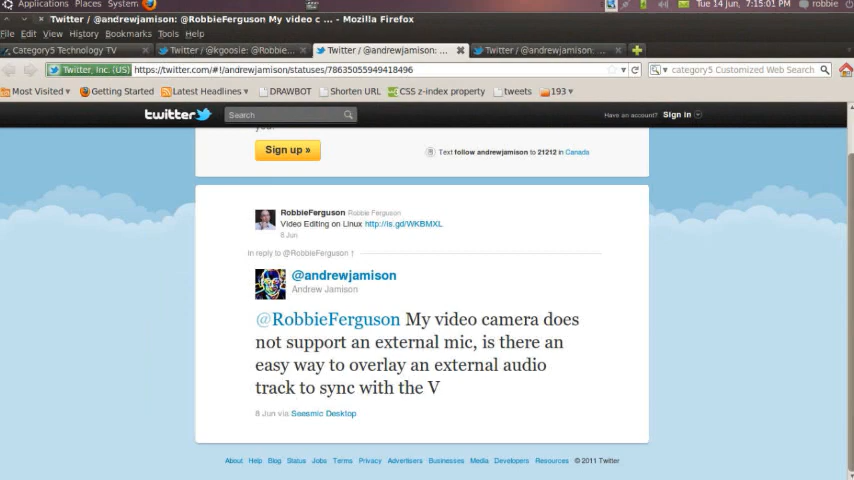 Applications Places System Tue 14 Jun, 7:15:01 PM robbie
Twitter / @andrewjamison: @RobbieFerguson My video c ... - Mozilla Firefox
File Edit View History Bookmarks Tools Help
Category5 Technology TV Twitter / @kgoosie: @Robbie... Twitter / @andrewjamison: ... Twitter / @andrewjamison: ...
Twitter, Inc. (US) https://twitter.com/#!/andrewjamison/statuses/78635055949418496 category5 Customized Web Search
Most Visited Getting Started Latest Headlines DRAWBOT Shorten URL CSS z-index property tweets 193
twitter Search Have an account? Sign in
you.
Sign up » Text follow andrewjamison to 21212 in Canada
RobbieFerguson Robbie Ferguson
Video Editing on Linux http://is.gd/WKBMXL
8 Jun
In reply to @RobbieFerguson ↑
@andrewjamison
Andrew Jamison
@RobbieFerguson My video camera does
not support an external mic, is there an
easy way to overlay an external audio
track to sync with the V
8 Jun via Seesmic Desktop
About Help Blog Status Jobs Terms Privacy Advertisers Businesses Media Developers Resources © 2011 Twitter